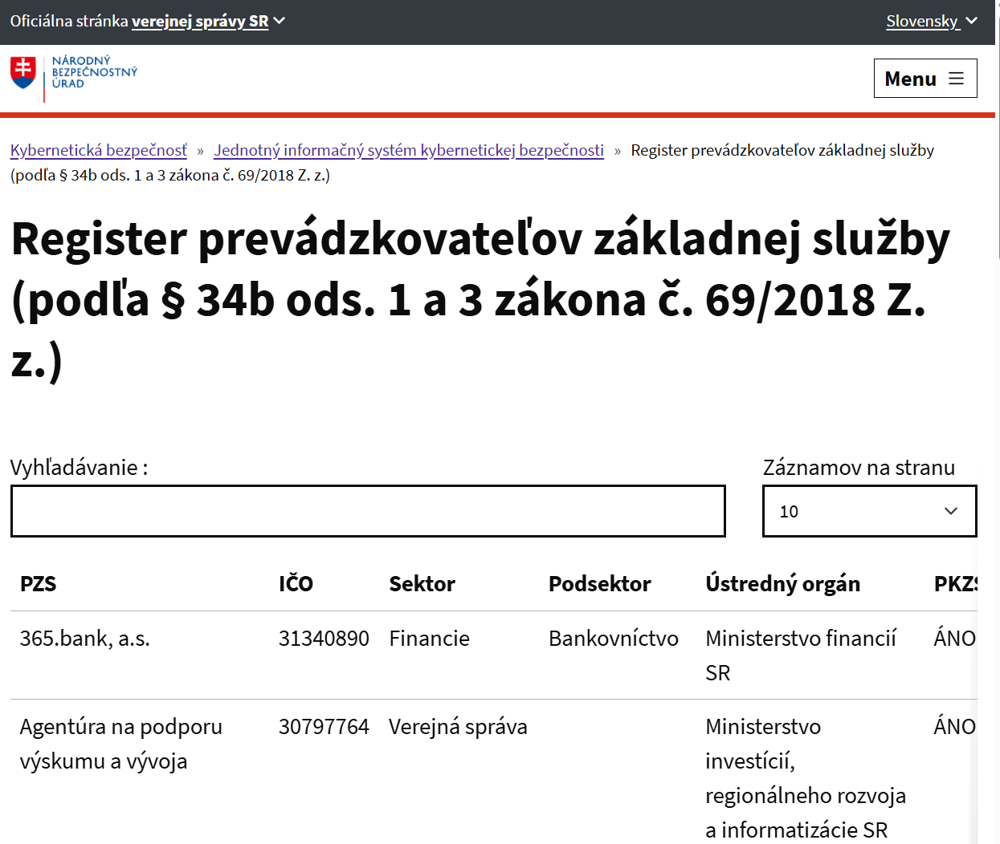 Oficiálna stránka verejnej správy SR
Slovensky
NÁRODNÝ
BEZPEČNOSTNÝ
ÚRAD
Menu
Kybernetická bezpečnosť » Jednotný informačný systém kybernetickej bezpečnosti » Register prevádzkovateľov základnej služby
(podľa § 34b ods. 1 a 3 zákona č. 69/2018 Z. z.)
Register prevádzkovateľov základnej služby
(podľa § 34b ods. 1 a 3 zákona č. 69/2018 Z.
z.)
Vyhľadávanie :
Záznamov na stranu
10
PZS IČO Sektor Podsektor Ústredný orgán PKZS
365.bank, a.s. 31340890 Financie Bankovníctvo Ministerstvo financií ÁNO
SR
Agentúra na podporu 30797764 Verejná správa Ministerstvo ÁNO
výskumu a vývoja investícií,
regionálneho rozvoja
a informatizácie SR